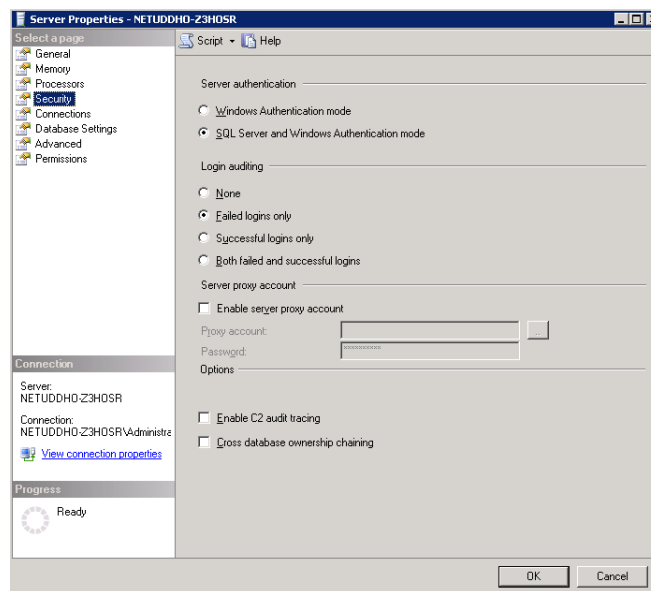 Server Properties - NETUDDHO-Z3HOSR
Select a page
General
Memory
Processors
Security
Connections
Database Settings
Advanced
Permissions
Script
Help
Server authentication
Windows Authentication mode
SQL Server and Windows Authentication mode
Login auditing
None
Failed logins only
Successful logins only
Both failed and successful logins
Server proxy account
Enable server proxy account
Proxy account:
...
Password:
**********
Options
Enable C2 audit tracing
Cross database ownership chaining
Connection
Server:
NETUDDHO-Z3HOSR
Connection:
NETUDDHO-Z3HOSR\Administra
View connection properties
Progress
Ready
OK
Cancel